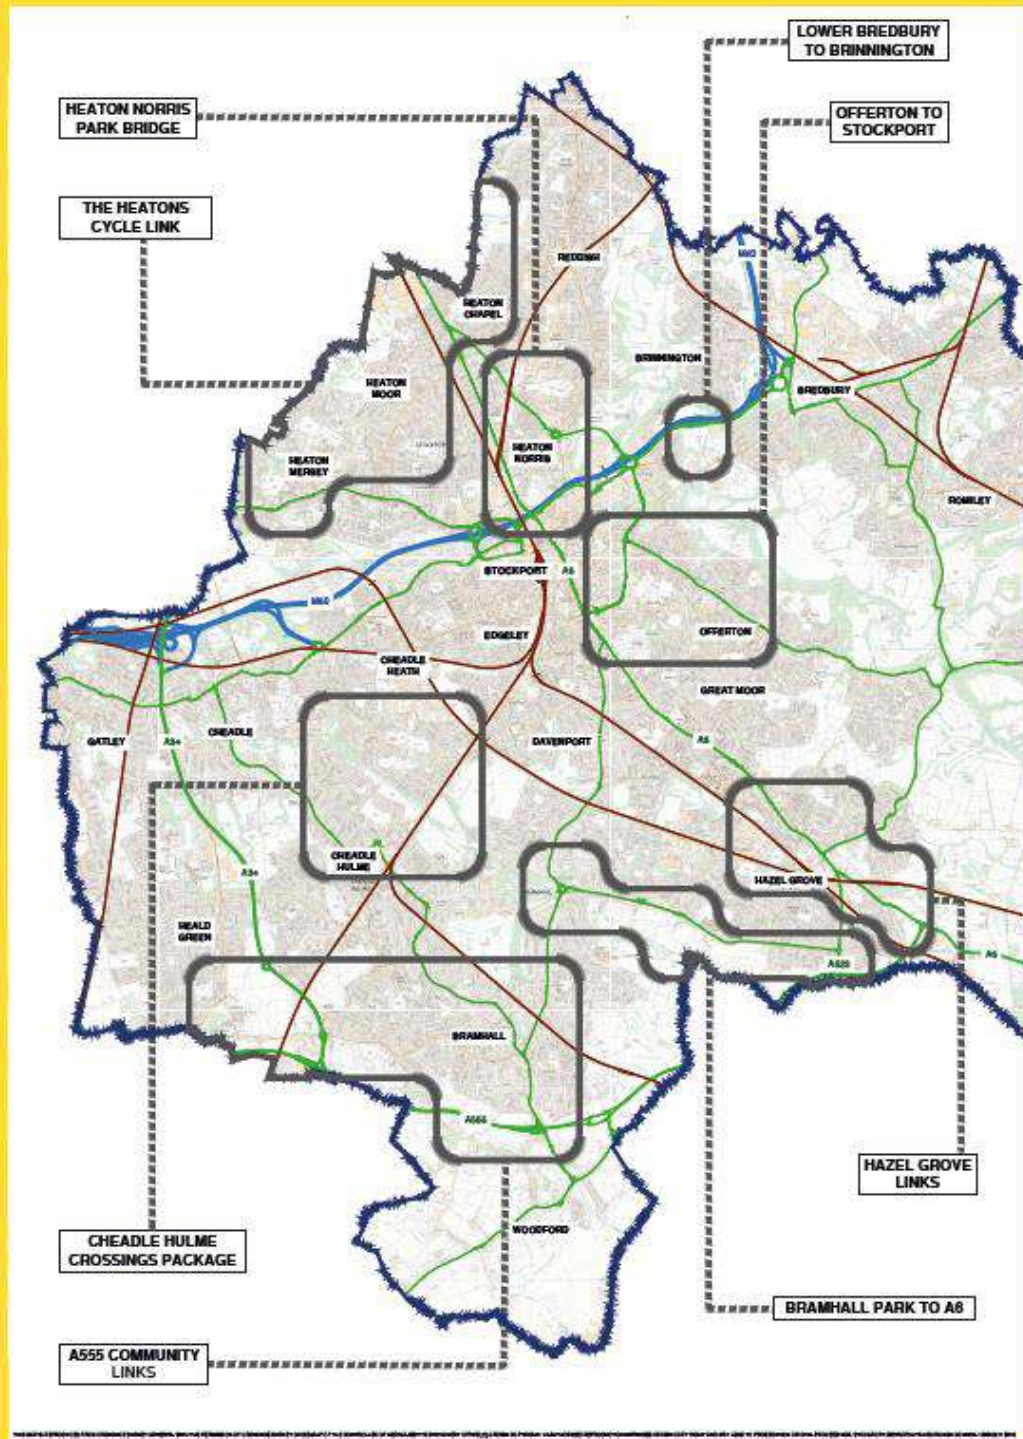 LOWER BREDBURY
TO BRINNINGTON
HEATON NORRIS
PARK BRIDGE
OFFERTON TO
STOCKPORT
THE HEATONS
CYCLE LINK
M60
REDDISH
HEATON
CHAPEL
BRINNINGTON
HEATON
MOOR
BREDBURY
HEATON
NORRIS
HEATON
MERSEY
ROMILEY
STOCKPORT
A6
M60
EDGELEY
OFFERTON
CHEADLE
HEATH
GREAT MOOR
GATLEY
A34
CHEADLE
DAVENPORT
A6
CHEADLE
HULME
A34
HAZEL GROVE
HEALD
GREEN
A6
A523
BRAMHALL
A555
HAZEL GROVE
LINKS
WOODFORD
CHEADLE HULME
CROSSINGS PACKAGE
BRAMHALL PARK TO A6
A555 COMMUNITY
LINKS